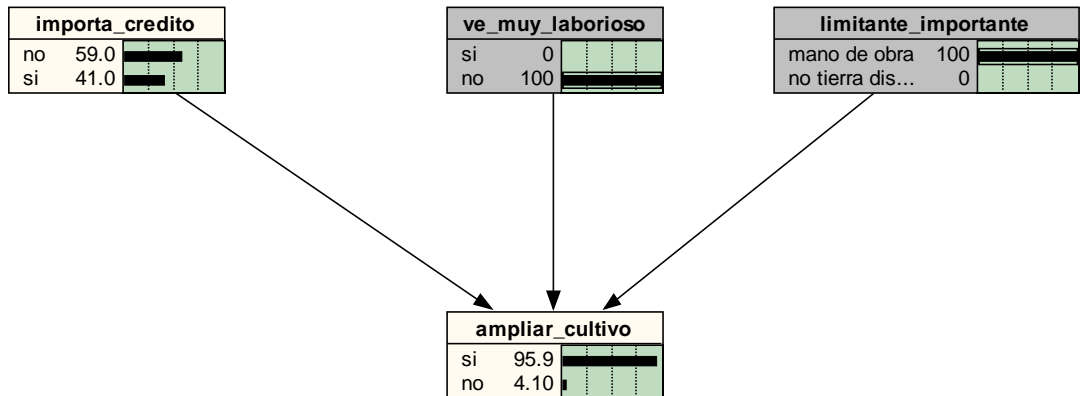 importa_credito
no 59.0
si 41.0
ve_muy_laborioso
si 0
no 100
limitante_importante
mano de obra 100
no tierra dis... 0
ampliar_cultivo
si 95.9
no 4.10